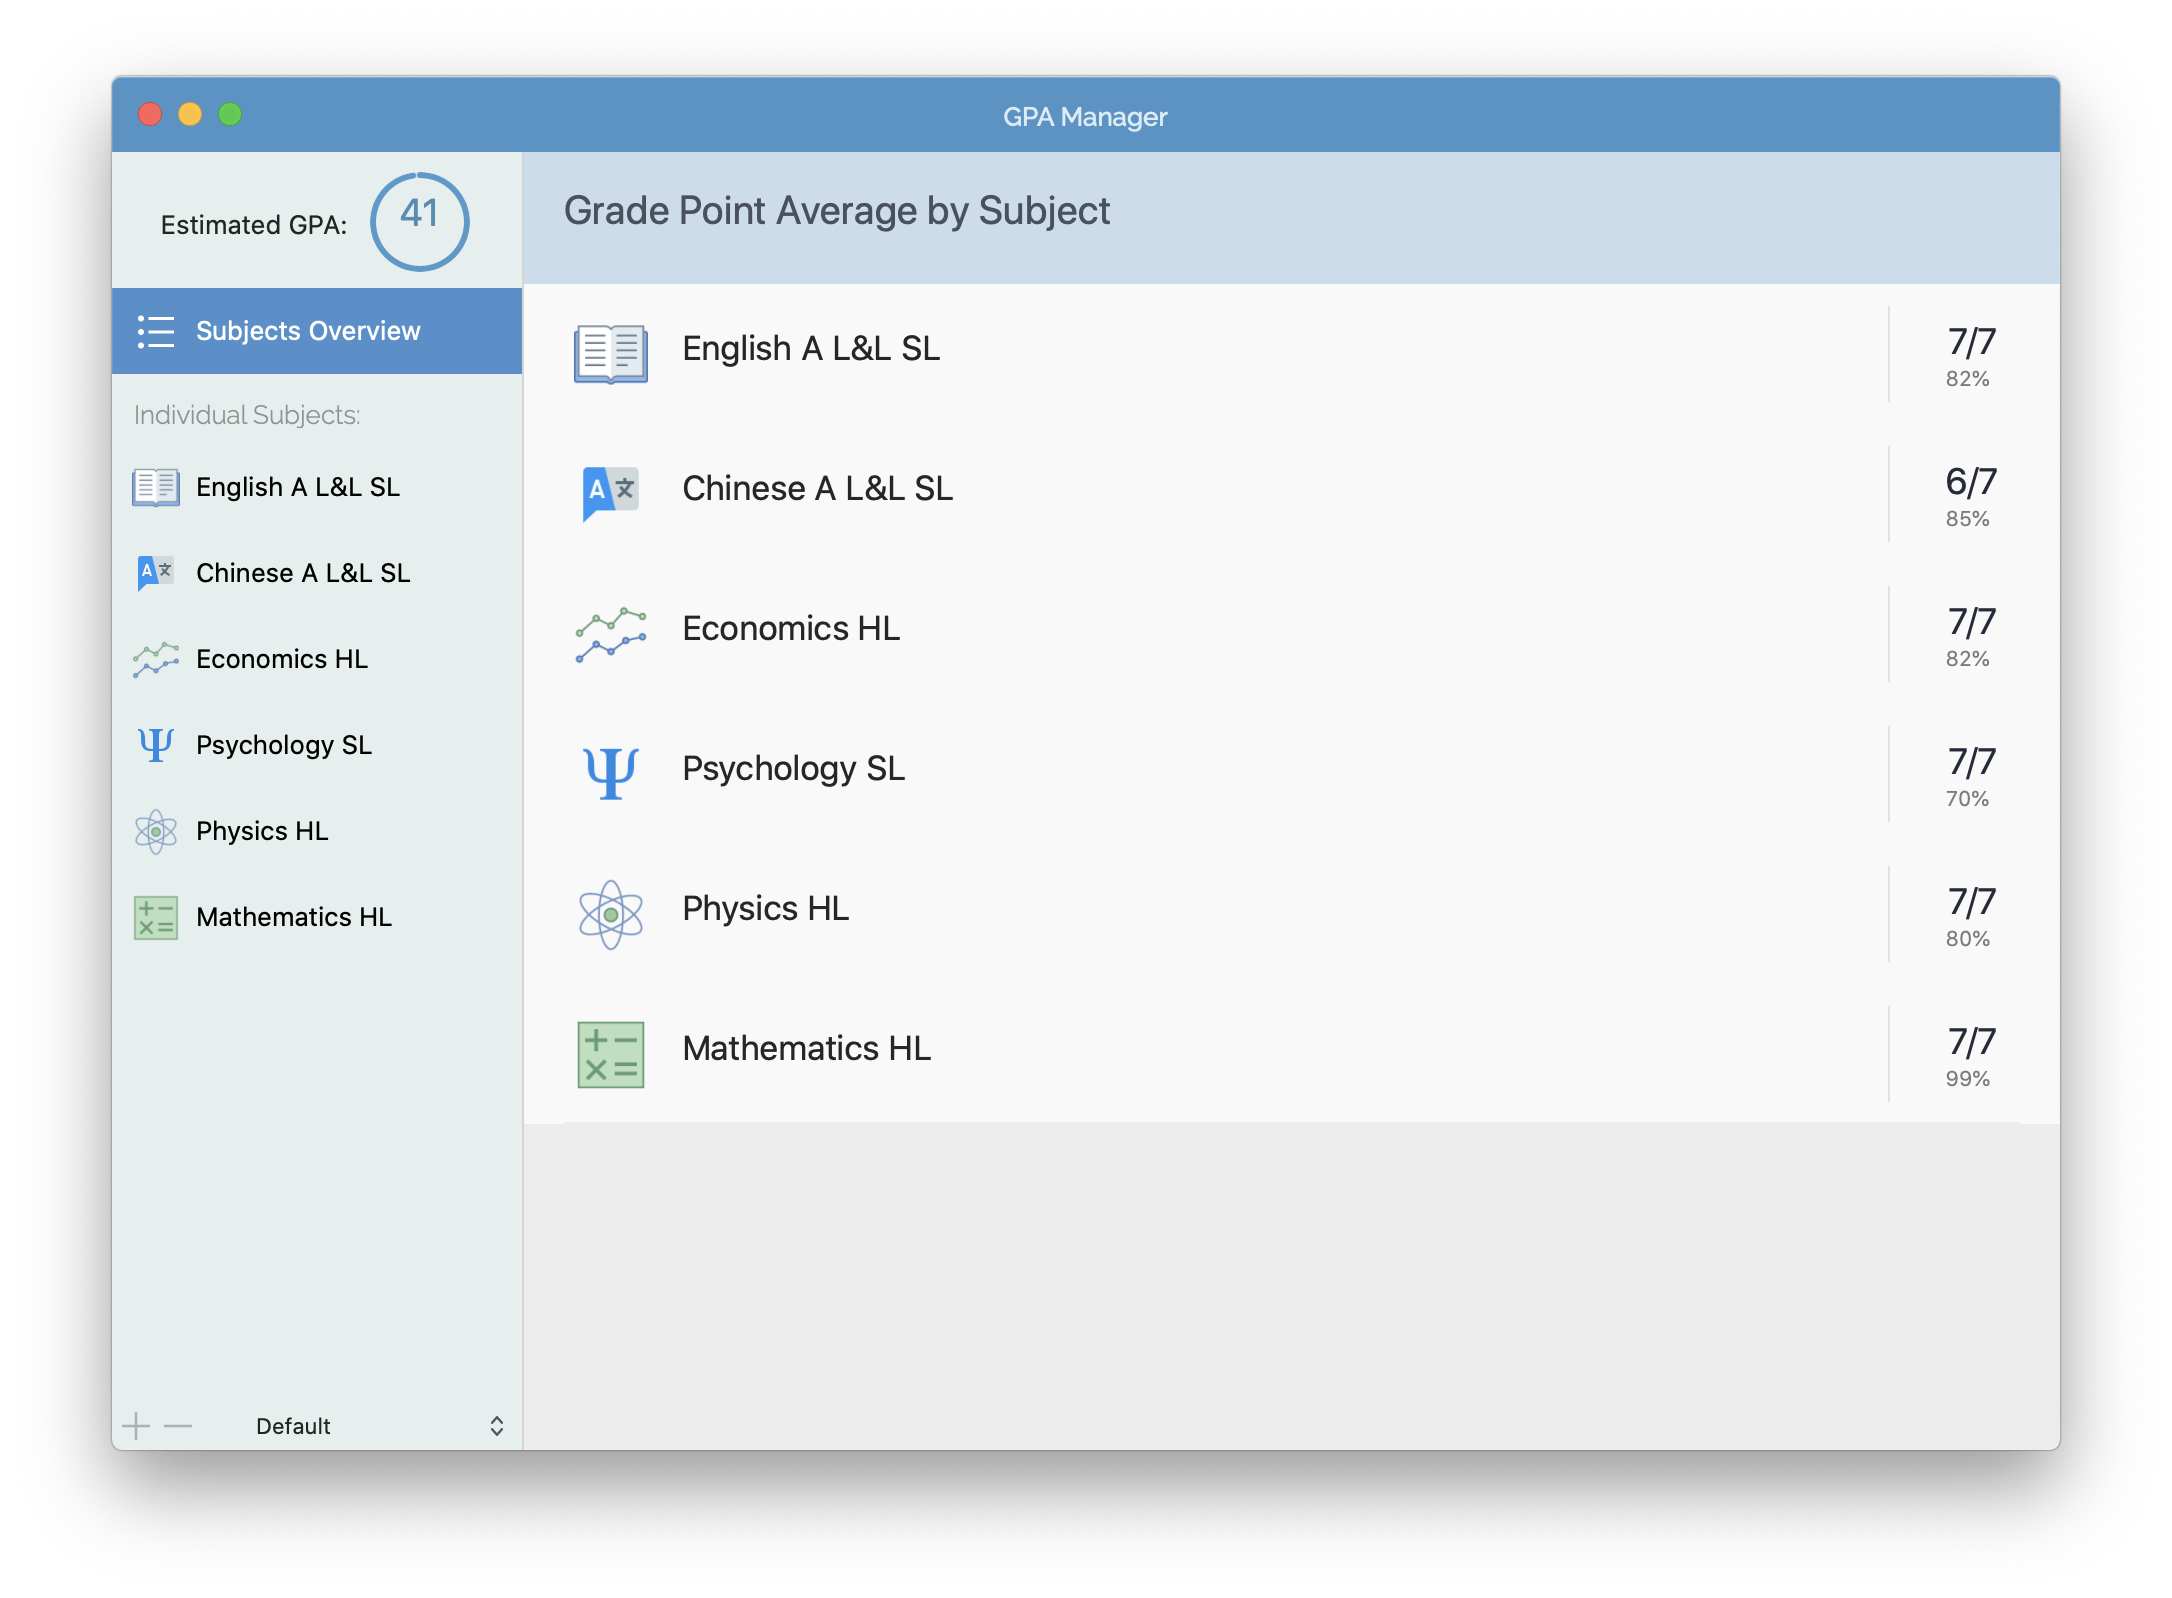 GPA Manager
Estimated GPA: 41
Subjects Overview
Individual Subjects:
English A L&L SL
Chinese A L&L SL
Economics HL
Psychology SL
Physics HL
Mathematics HL
Default
Grade Point Average by Subject
English A L&L SL 7/7
82%
A 文
Chinese A L&L SL 6/7
85%
Economics HL 7/7
82%
Ψ Psychology SL 7/7
70%
Physics HL 7/7
80%
Mathematics HL 7/7
99%